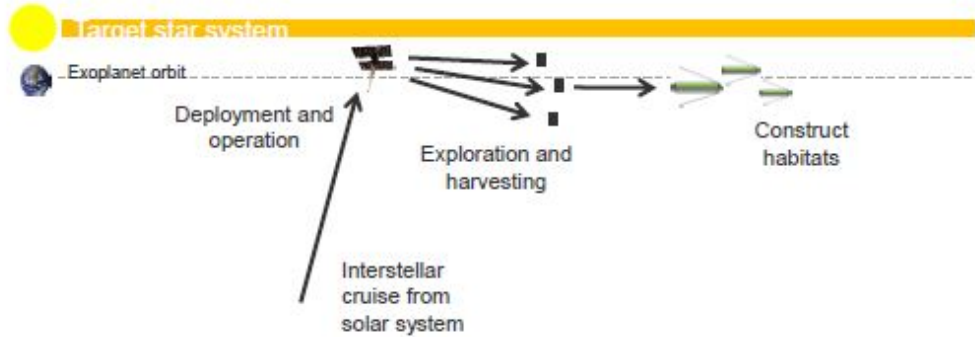 Target star system
Exoplanet orbit
Deployment and
operation
Exploration and
harvesting
Construct
habitats
Interstellar
cruise from
solar system